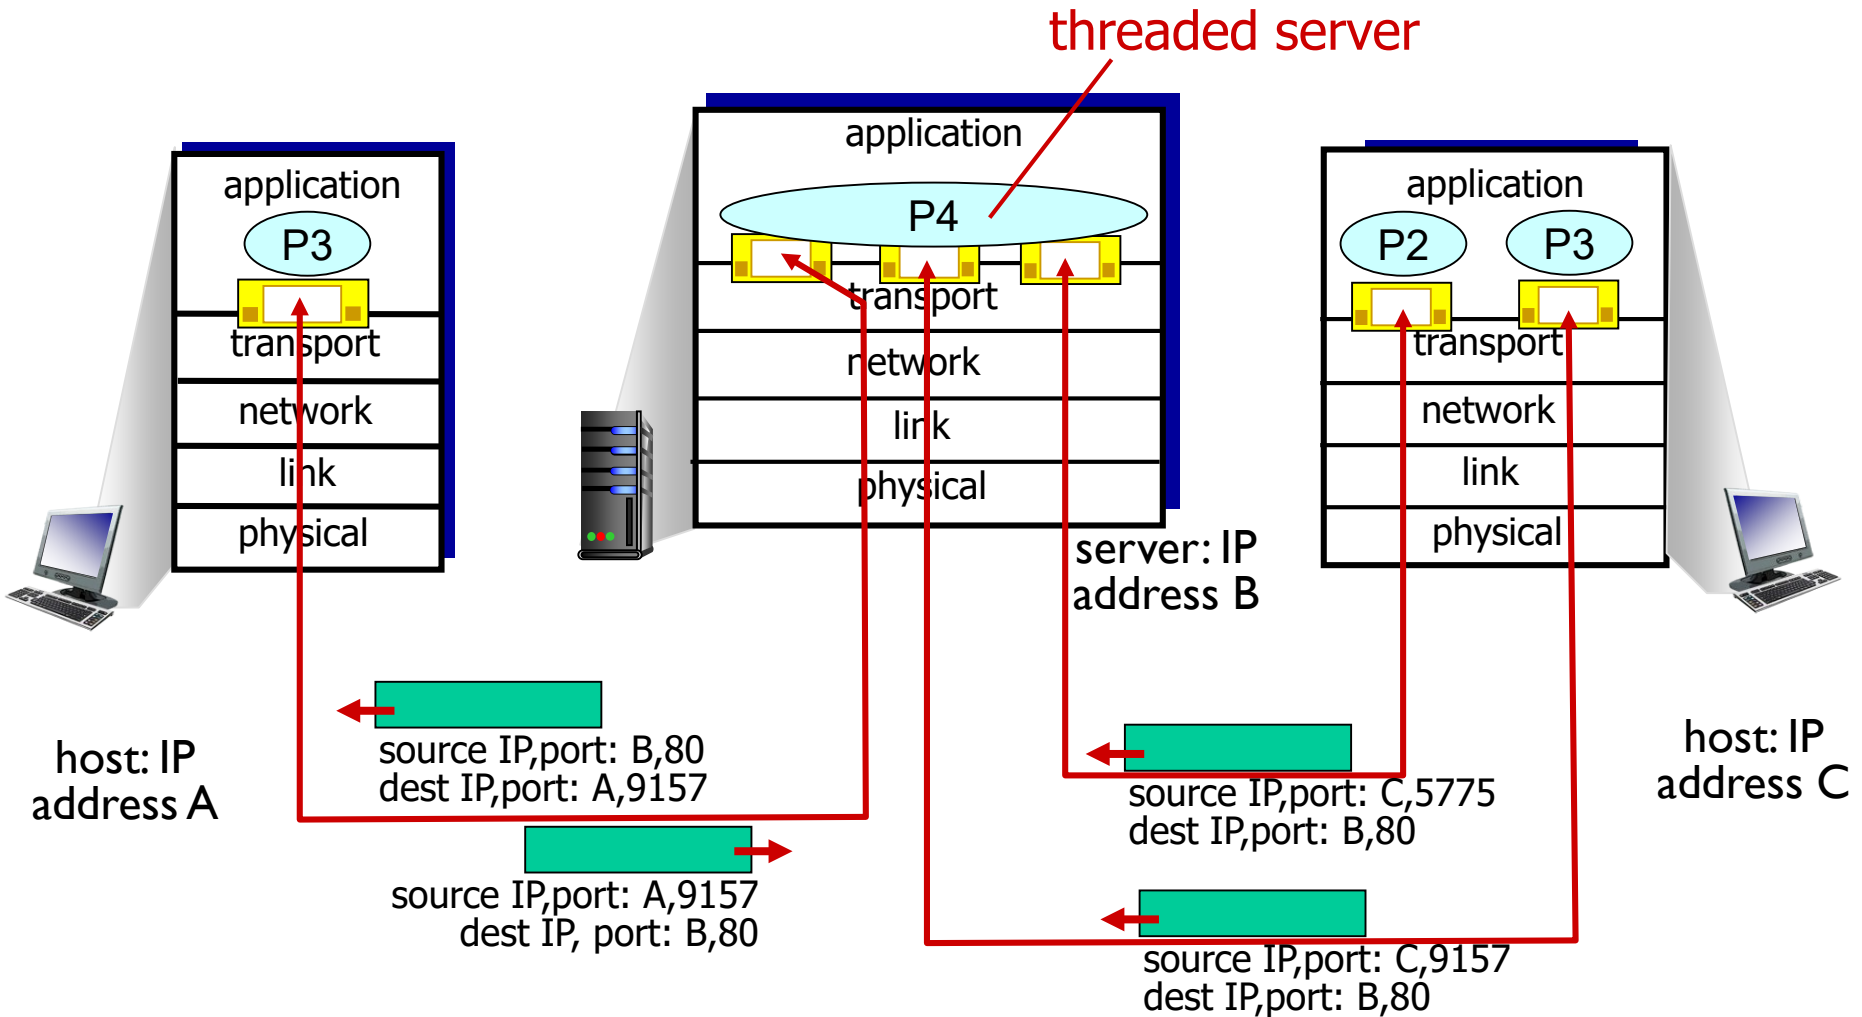 threaded server
application
P3
transport
network
link
physical
application
P4
transport
network
link
physical
application
P2
P3
transport
network
link
physical
server: IP
address B
host: IP
address A
source IP,port: B,80
dest IP,port: A,9157
source IP,port: A,9157
dest IP, port: B,80
source IP,port: C,5775
dest IP,port: B,80
source IP,port: C,9157
dest IP,port: B,80
host: IP
address C